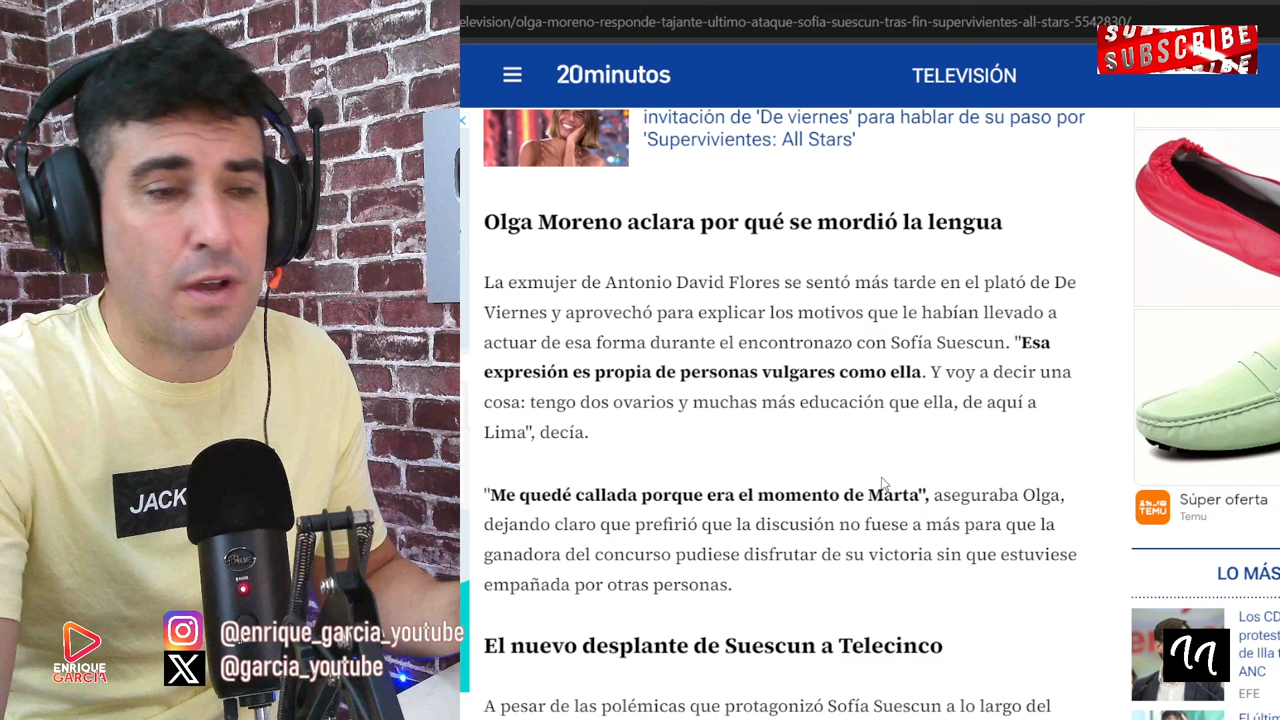 elevision/olga-moreno-responde-tajante-ultimo-ataque-sofia-suescun-tras-fin-supervivientes-all-stars-5542830/
SUBSCRIBE
20minutos
TELEVISIÓN
invitación de 'De viernes' para hablar de su paso por
'Supervivientes: All Stars'
Olga Moreno aclara por qué se mordió la lengua
La exmujer de Antonio David Flores se sentó más tarde en el plató de De
Viernes y aprovechó para explicar los motivos que le habían llevado a
actuar de esa forma durante el encontronazo con Sofía Suescun. "Esa
expresión es propia de personas vulgares como ella. Y voy a decir una
cosa: tengo dos ovarios y muchas más educación que ella, de aquí a
Lima", decía.
"Me quedé callada porque era el momento de Marta", aseguraba Olga,
dejando claro que prefirió que la discusión no fuese a más para que la
ganadora del concurso pudiese disfrutar de su victoria sin que estuviese
empañada por otras personas.
El nuevo desplante de Suescun a Telecinco
A pesar de las polémicas que protagonizó Sofía Suescun a lo largo del
Súper oferta
Temu
TEMU
LO MÁS
Los CD
protest
de Illa t
ANC
EFE
El últim
JACK
ENRIQUE
GARCIA
@enrique_garcia_youtube
@garcia_youtube